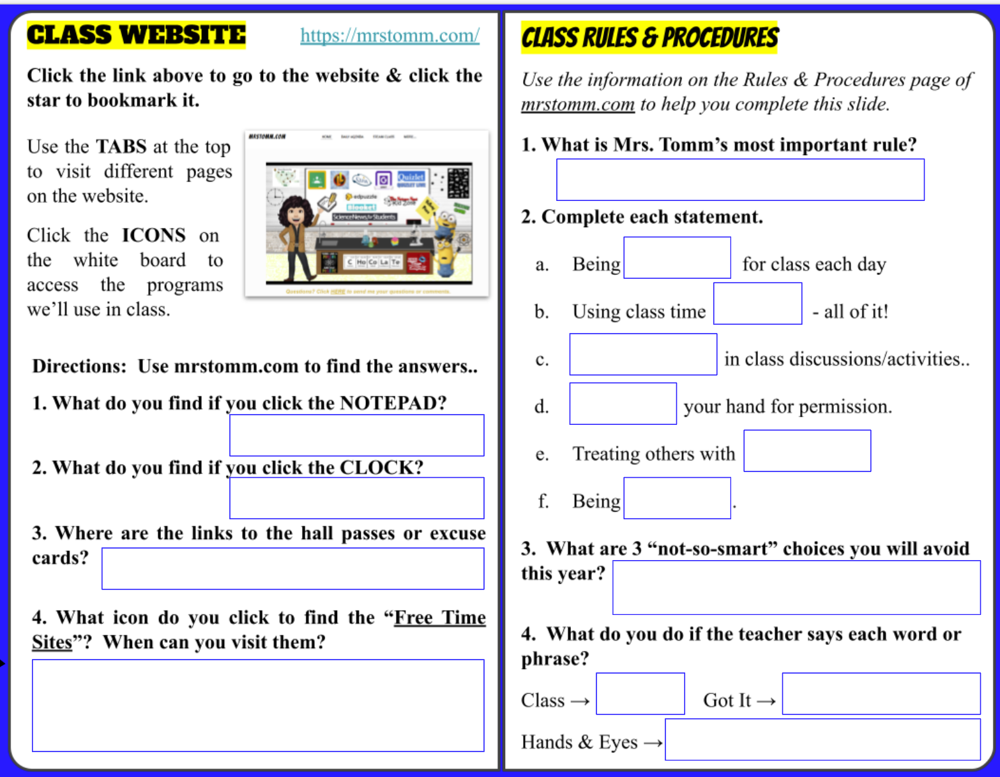 CLASS WEBSITE
https://mrstomm.com/
Click the link above to go to the website & click the
star to bookmark it.
Use the TABS at the top
to visit different pages
on the website.
Click the ICONS on
the white board to
access the programs
we'll use in class.
MRSTOMM.COM
HOME
DAILY AGENDA
STEAM CLASS
MORE...
Quizlet
QUIZLET LIVE
edpuzzle
Kid Zone
Blooket
ScienceNewsforStudents
C Ho Co La Te
Questions? Click HERE to send me your questions or comments.
Directions:  Use mrstomm.com to find the answers..
1. What do you find if you click the NOTEPAD?
2. What do you find if you click the CLOCK?
3. Where are the links to the hall passes or excuse
cards?
4. What icon do you click to find the “Free Time
Sites”?  When can you visit them?
CLASS RULES & PROCEDURES
Use the information on the Rules & Procedures page of
mrstomm.com to help you complete this slide.
1. What is Mrs. Tomm’s most important rule?
2. Complete each statement.
a. Being for class each day
b. Using class time - all of it!
c. in class discussions/activities..
d. your hand for permission.
e. Treating others with
f. Being .
3.  What are 3 “not-so-smart” choices you will avoid
this year?
4.  What do you do if the teacher says each word or
phrase?
Class → Got It →
Hands & Eyes →